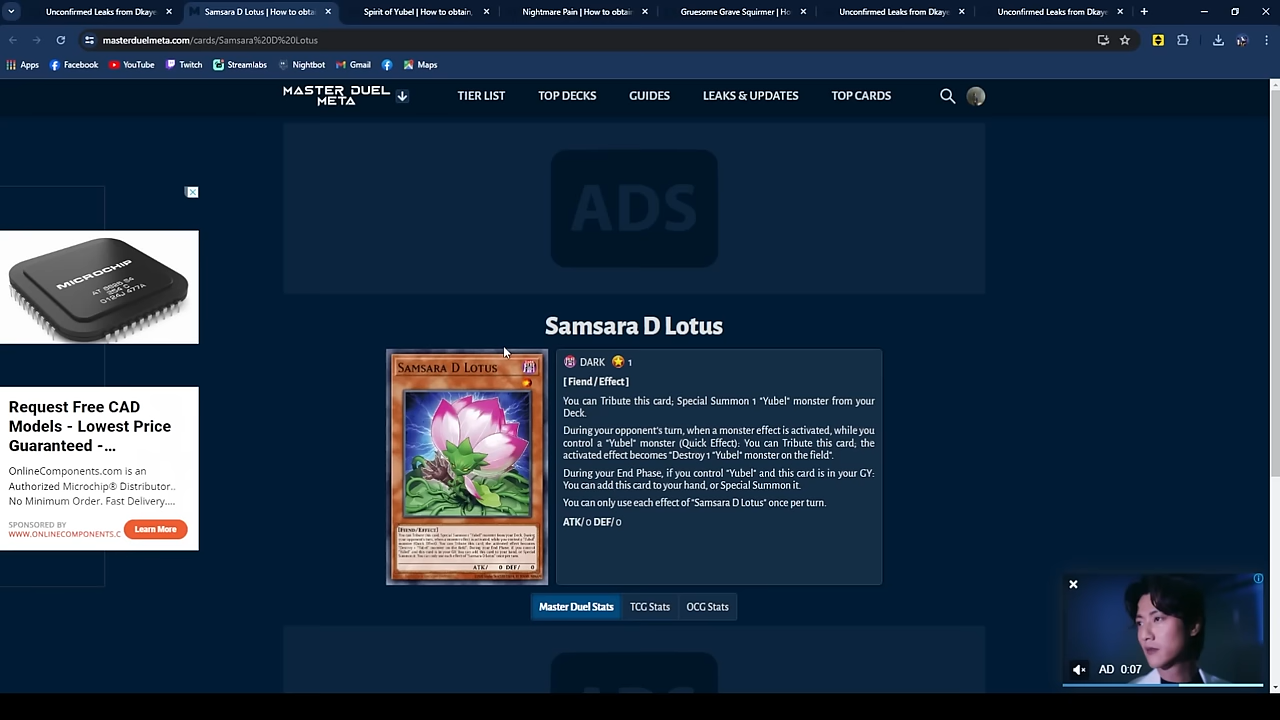 Unconfirmed Leaks from Dkaye
Samsara D Lotus | How to obta
Spirit of Yubel | How to obtain,
Nightmare Pain | How to obtai
Gruesome Grave Squirmer | Ho
Unconfirmed Leaks from Dkaye
Unconfirmed Leaks from Dkaye
masterduelmeta.com/cards/Samsara%20D%20Lotus
Apps
Facebook
YouTube
Twitch
Streamlabs
Nightbot
Gmail
Maps
MASTER DUEL
META
TIER LIST
TOP DECKS
GUIDES
LEAKS & UPDATES
TOP CARDS
ADS
MICROCHIP
Request Free CAD
Models - Lowest Price
Guaranteed -...
OnlineComponents.com is an
Authorized Microchip® Distributor..
No Minimum Order. Fast Delivery....
SPONSORED BY
WWW.ONLINECOMPONENTS.C
Learn More
Samsara D Lotus
SAMSARA D LOTUS
[FIEND/EFFECT]
ATK/ 0 DEF/ 0
DARK 1
[ Fiend / Effect ]
You can Tribute this card; Special Summon 1 "Yubel" monster from your
Deck.
During your opponent's turn, when a monster effect is activated, while you
control a "Yubel" monster (Quick Effect): You can Tribute this card; the
activated effect becomes "Destroy 1 "Yubel" monster on the field".
During your End Phase, if you control "Yubel" and this card is in your GY:
You can add this card to your hand, or Special Summon it.
You can only use each effect of "Samsara D Lotus" once per turn.
ATK/ 0 DEF/ 0
Master Duel Stats
TCG Stats
OCG Stats
AD 0:07